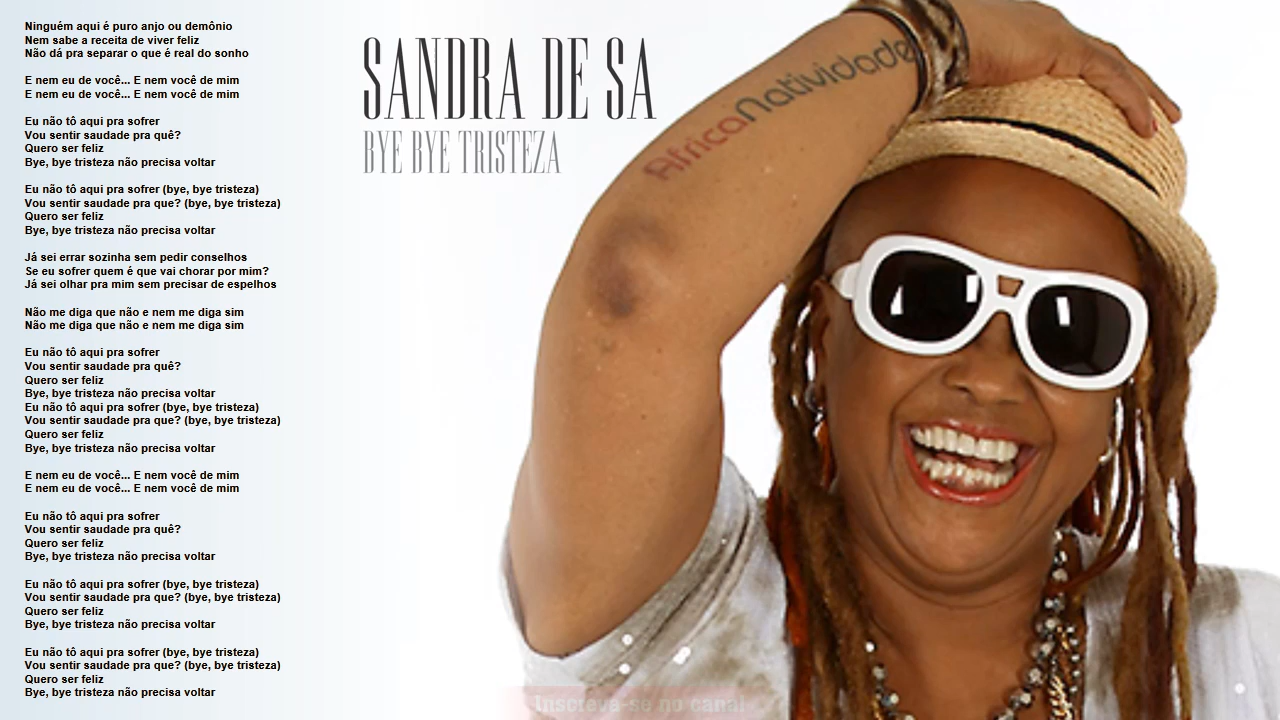 Ninguém aqui é puro anjo ou demônio
Nem sabe a receita de viver feliz
Não dá pra separar o que é real do sonho
E nem eu de você... E nem você de mim
E nem eu de você... E nem você de mim
Eu não tô aqui pra sofrer
Vou sentir saudade pra quê?
Quero ser feliz
Bye, bye tristeza não precisa voltar
Eu não tô aqui pra sofrer (bye, bye tristeza)
Vou sentir saudade pra que? (bye, bye tristeza)
Quero ser feliz
Bye, bye tristeza não precisa voltar
Já sei errar sozinha sem pedir conselhos
Se eu sofrer quem é que vai chorar por mim?
Já sei olhar pra mim sem precisar de espelhos
Não me diga que não e nem me diga sim
Não me diga que não e nem me diga sim
Eu não tô aqui pra sofrer
Vou sentir saudade pra quê?
Quero ser feliz
Bye, bye tristeza não precisa voltar
Eu não tô aqui pra sofrer (bye, bye tristeza)
Vou sentir saudade pra que? (bye, bye tristeza)
Quero ser feliz
Bye, bye tristeza não precisa voltar
E nem eu de você... E nem você de mim
E nem eu de você... E nem você de mim
Eu não tô aqui pra sofrer
Vou sentir saudade pra quê?
Quero ser feliz
Bye, bye tristeza não precisa voltar
Eu não tô aqui pra sofrer (bye, bye tristeza)
Vou sentir saudade pra que? (bye, bye tristeza)
Quero ser feliz
Bye, bye tristeza não precisa voltar
Eu não tô aqui pra sofrer (bye, bye tristeza)
Vou sentir saudade pra que? (bye, bye tristeza)
Quero ser feliz
Bye, bye tristeza não precisa voltar
SANDRA DE SA
BYE BYE TRISTEZA
AfricaNatividade
Inscreva-se no canal